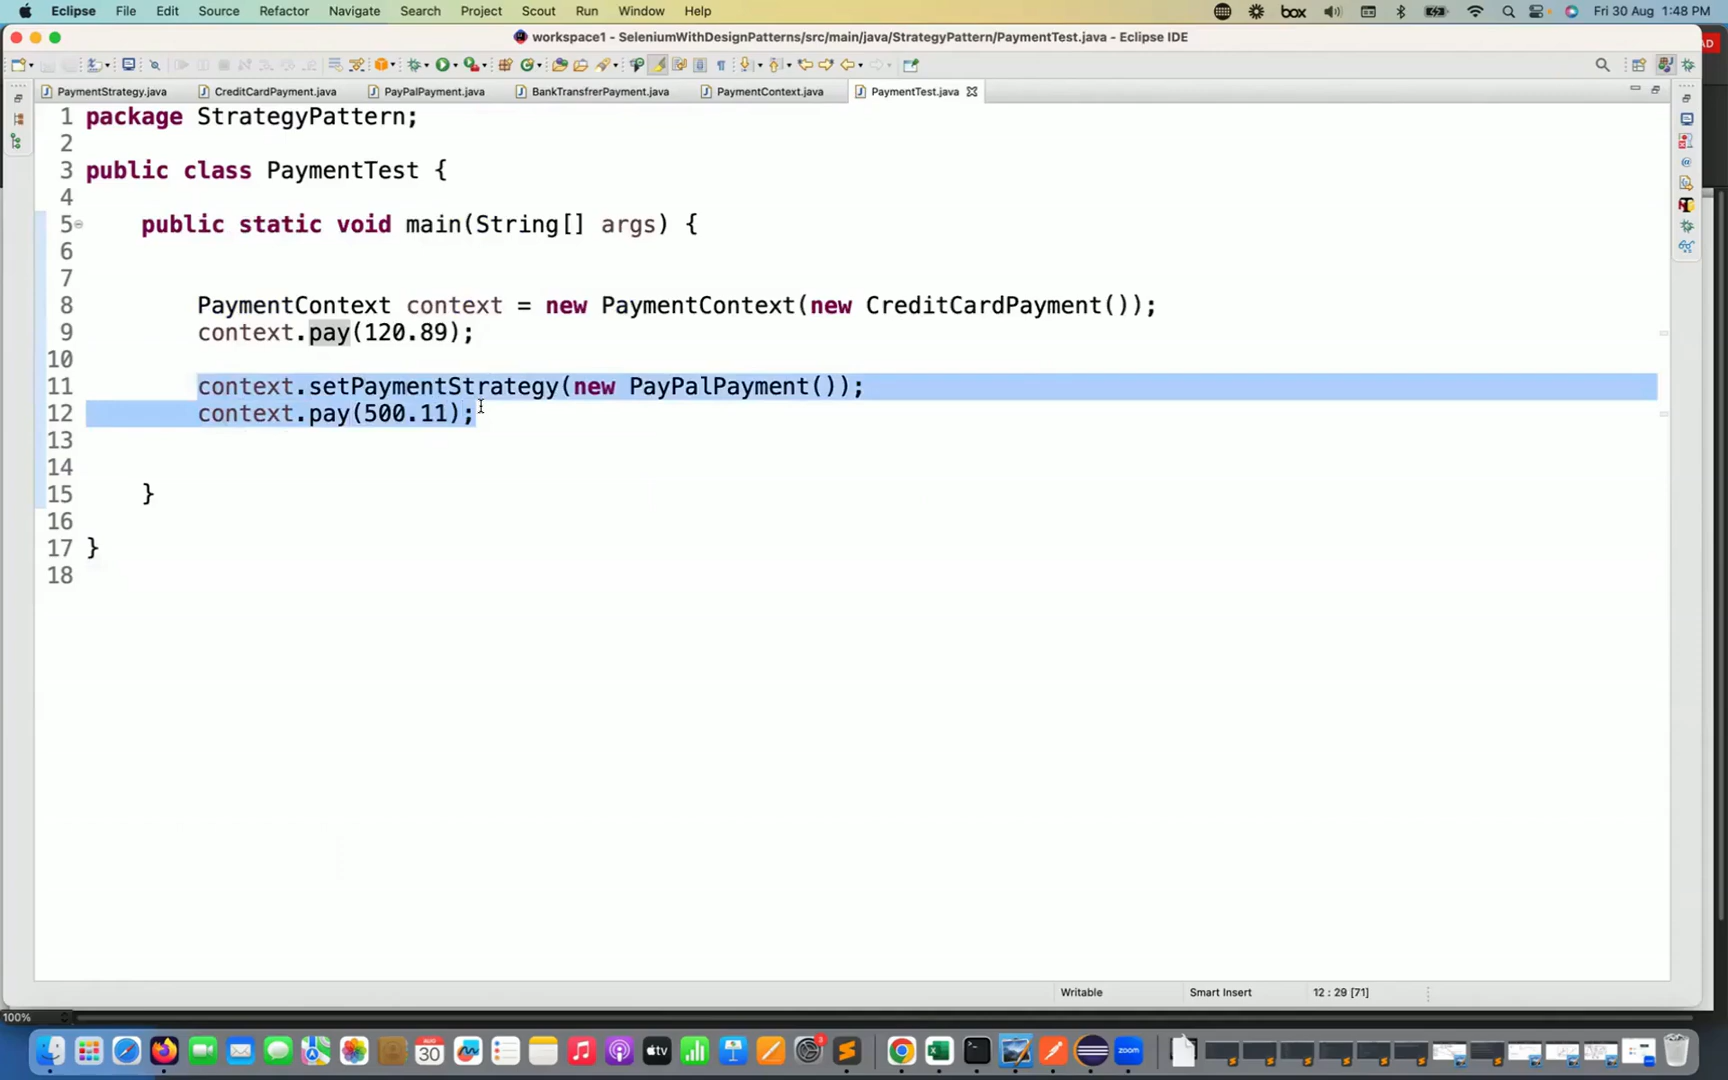 Eclipse File Edit Source Refactor Navigate Search Project Scout Run Window Help box Fri 30 Aug 1:48 PM
workspace1 - SeleniumWithDesignPatterns/src/main/java/StrategyPattern/PaymentTest.java - Eclipse IDE
PaymentStrategy.java CreditCardPayment.java PayPalPayment.java BankTransfrerPayment.java PaymentContext.java PaymentTest.java
1 package StrategyPattern;
2
3 public class PaymentTest {
4
5 public static void main(String[] args) {
6
7
8 PaymentContext context = new PaymentContext(new CreditCardPayment());
9 context.pay(120.89);
10
11 context.setPaymentStrategy(new PayPalPayment());
12 context.pay(500.11);
13
14
15 }
16
17 }
18
Writable Smart Insert 12 : 29 [71]
100%
30
3
zoom